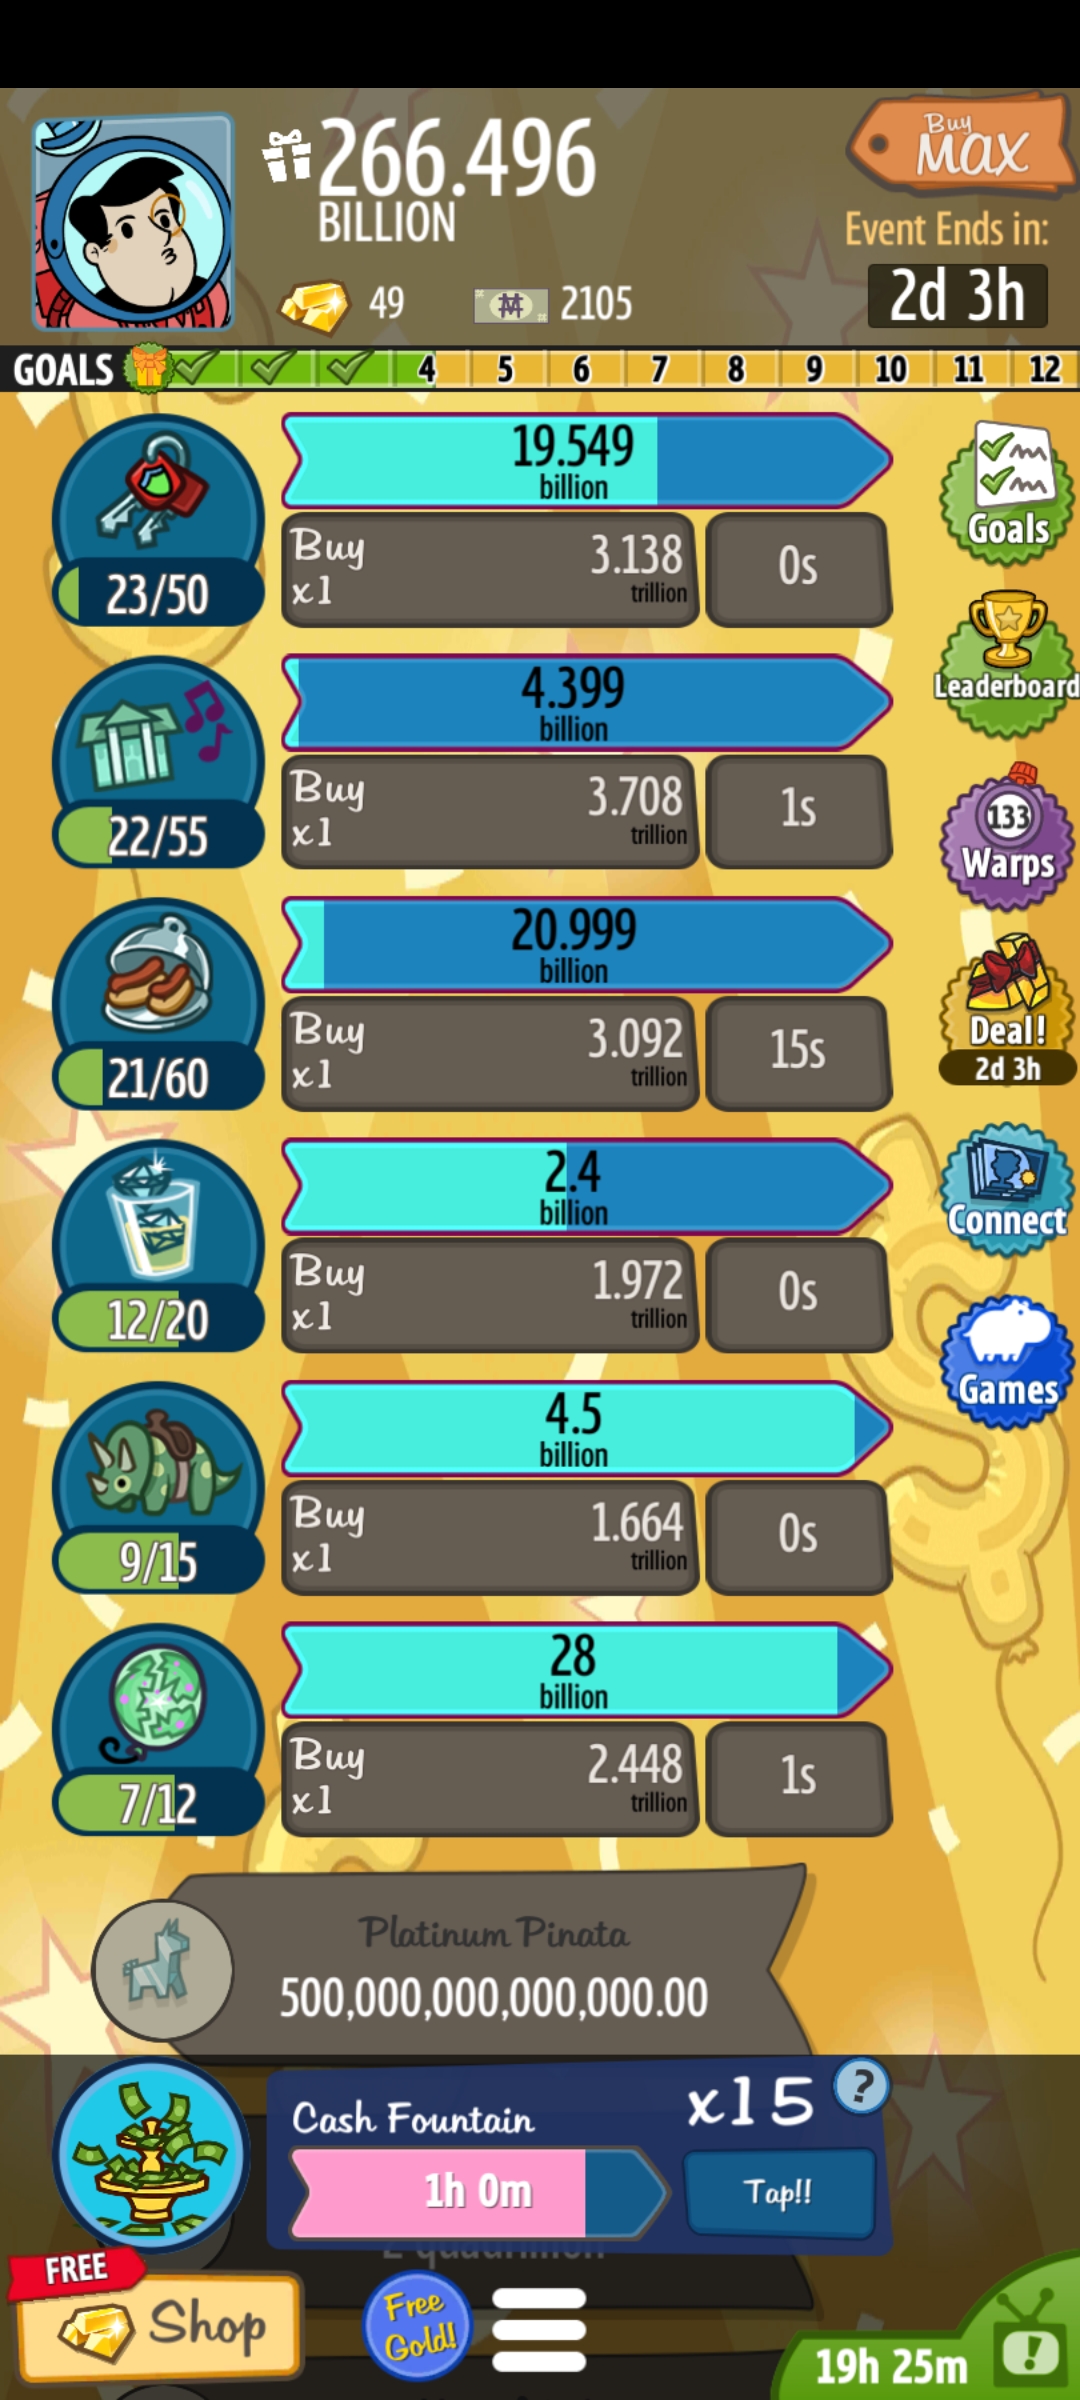 266.496
BILLION
Buy
MAX
Event Ends in:
2d 3h
49
2105
GOALS 4 5 6 7 8 9 10 11 12
19.549
billion
Buy
x1
3.138
trillion
0s
23/50
Goals
4.399
billion
Buy
x1
3.708
trillion
1s
22/55
Leaderboard
133
Warps
20.999
billion
Buy
x1
3.092
trillion
15s
21/60
Deal!
2d 3h
2.4
billion
Buy
x1
1.972
trillion
0s
12/20
Connect
4.5
billion
Buy
x1
1.664
trillion
0s
9/15
Games
28
billion
Buy
x1
2.448
trillion
1s
7/12
Platinum Pinata
500,000,000,000,000.00
Cash Fountain
x15
?
1h 0m
Tap!!
2 quadrillion
FREE
Shop
Free
Gold!
19h 25m
!